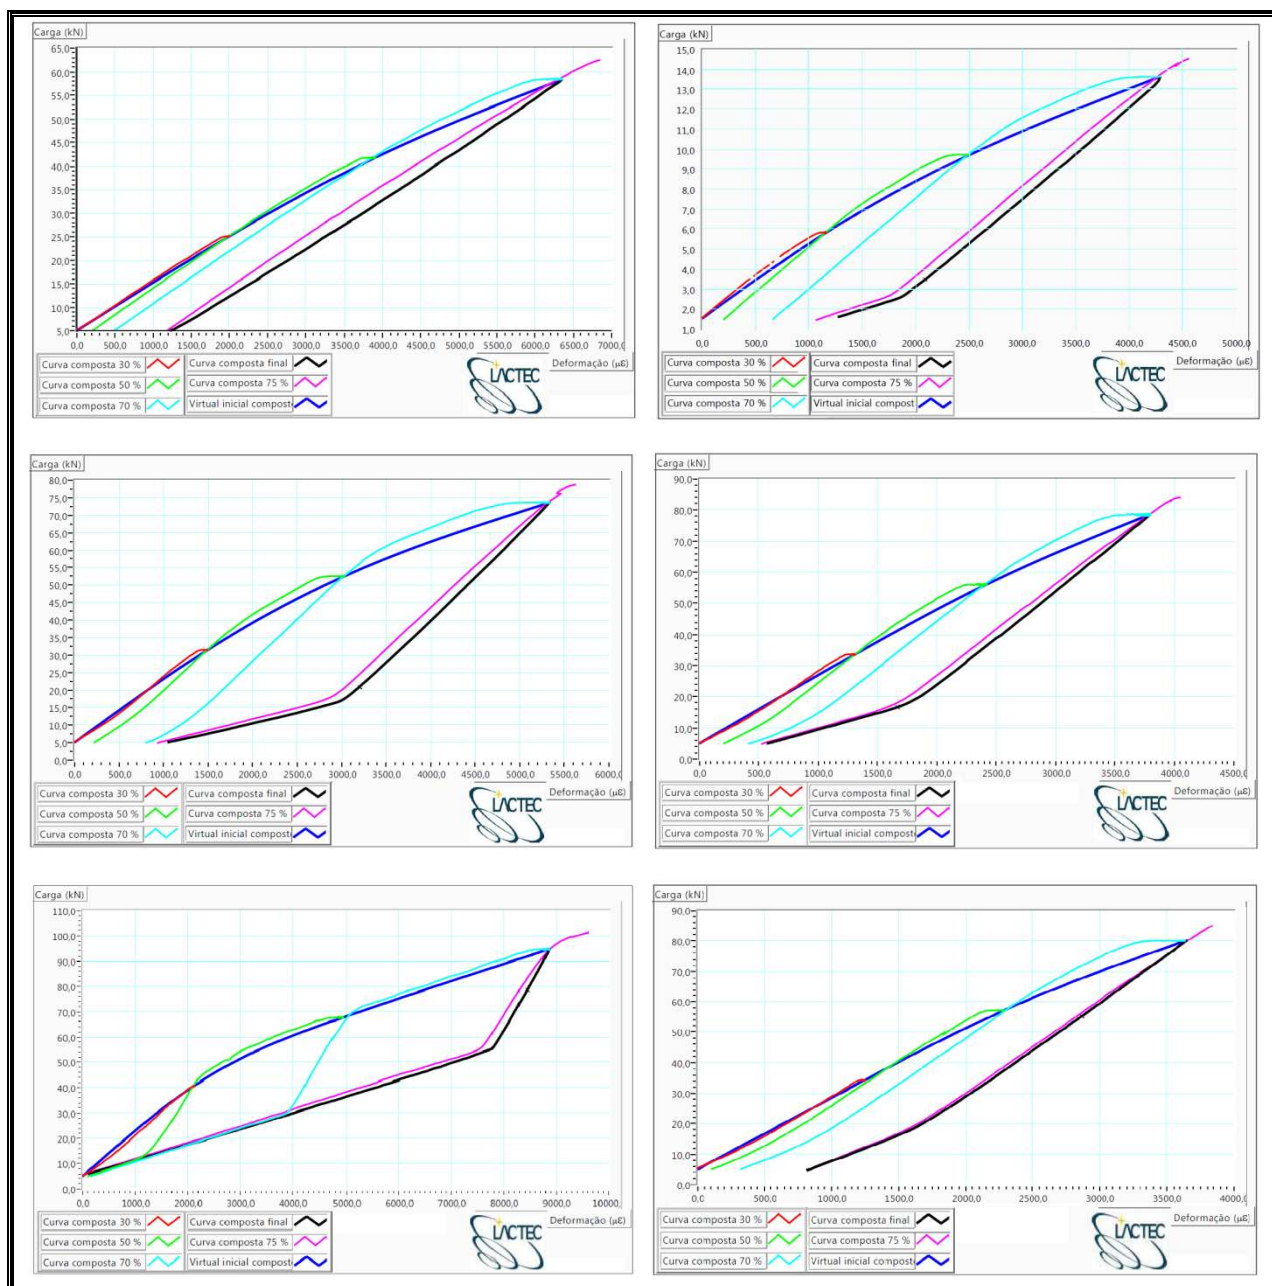 Carga (kN)
65,0
60,0
55,0
50,0
45,0
40,0
35,0
30,0
25,0
20,0
15,0
10,0
5,0
0,0 500,0 1000,0 1500,0 2000,0 2500,0 3000,0 3500,0 4000,0 4500,0 5000,0 5500,0 6000,0 6500,0 7000,0
Curva composta 30 % Curva composta final
Curva composta 50 % Curva composta 75 %
Curva composta 70 % Virtual inicial compost
LACTEC
Deformação (µε)
Carga (kN)
15,0
14,0
13,0
12,0
11,0
10,0
9,0
8,0
7,0
6,0
5,0
4,0
3,0
2,0
1,0
0,0 500,0 1000,0 1500,0 2000,0 2500,0 3000,0 3500,0 4000,0 4500,0 5000,0
Curva composta 30 % Curva composta final
Curva composta 50 % Curva composta 75 %
Curva composta 70 % Virtual inicial compost
LACTEC
Deformação (µε)
Carga (kN)
80,0
75,0
70,0
65,0
60,0
55,0
50,0
45,0
40,0
35,0
30,0
25,0
20,0
15,0
10,0
5,0
0,0
0,0 500,0 1000,0 1500,0 2000,0 2500,0 3000,0 3500,0 4000,0 4500,0 5000,0 5500,0 6000,0
Curva composta 30 % Curva composta final
Curva composta 50 % Curva composta 75 %
Curva composta 70 % Virtual inicial compost
LACTEC
Deformação (µε)
Carga (kN)
90,0
80,0
70,0
60,0
50,0
40,0
30,0
20,0
10,0
0,0
0,0 500,0 1000,0 1500,0 2000,0 2500,0 3000,0 3500,0 4000,0 4500,0
Curva composta 30 % Curva composta final
Curva composta 50 % Curva composta 75 %
Curva composta 70 % Virtual inicial compost
LACTEC
Deformação (µε)
Carga (kN)
110,0
100,0
90,0
80,0
70,0
60,0
50,0
40,0
30,0
20,0
10,0
0,0
0,0 1000,0 2000,0 3000,0 4000,0 5000,0 6000,0 7000,0 8000,0 9000,0 10000,0
Curva composta 30 % Curva composta final
Curva composta 50 % Curva composta 75 %
Curva composta 70 % Virtual inicial compost
LACTEC
Deformação (µε)
Carga (kN)
90,0
80,0
70,0
60,0
50,0
40,0
30,0
20,0
10,0
0,0
0,0 500,0 1000,0 1500,0 2000,0 2500,0 3000,0 3500,0 4000,0
Curva composta 30 % Curva composta final
Curva composta 50 % Curva composta 75 %
Curva composta 70 % Virtual inicial compost
LACTEC
Deformação (µε)